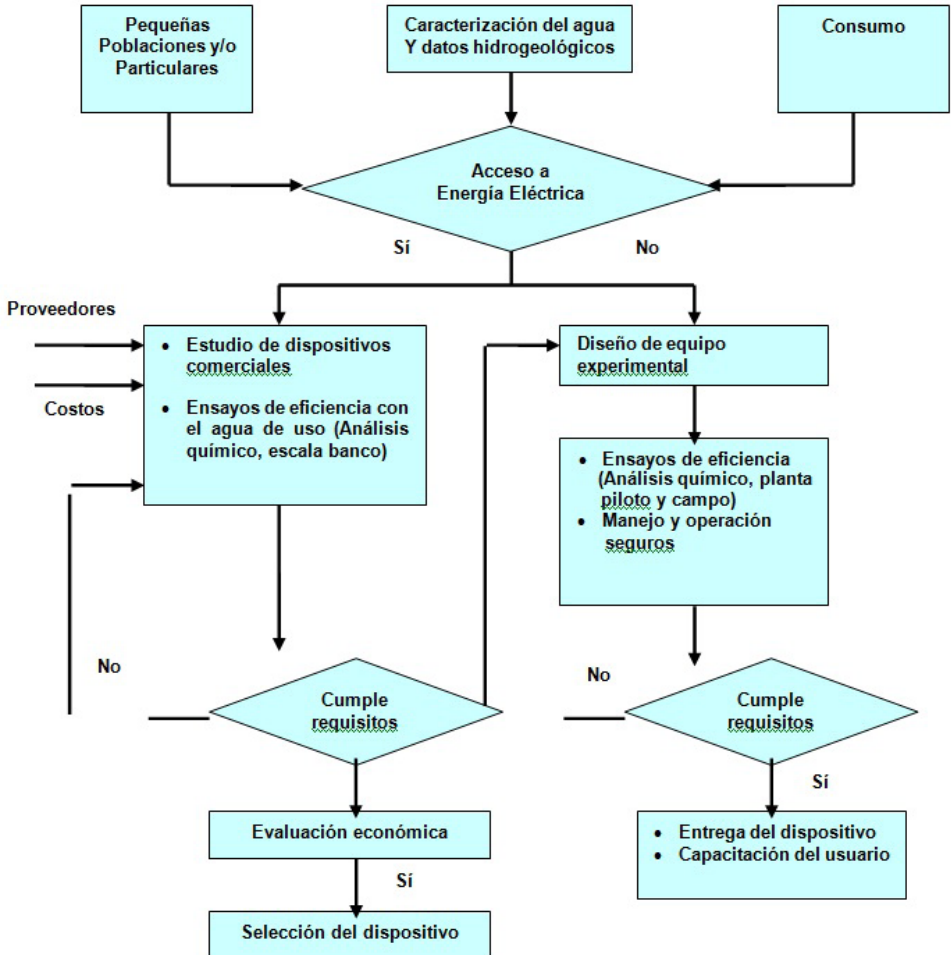 Pequeñas
Poblaciones y/o
Particulares
Caracterización del agua
Y datos hidrogeológicos
Consumo
Acceso a
Energía Eléctrica
Sí
No
Proveedores
Costos
• Estudio de dispositivos
comerciales
• Ensayos de eficiencia con
el agua de uso (Análisis
químico, escala banco)
Diseño de equipo
experimental
• Ensayos de eficiencia
(Análisis químico, planta
piloto y campo)
• Manejo y operación
seguros
No
Cumple
requisitos
No
Cumple
requisitos
Sí
Evaluación económica
Sí
Selección del dispositivo
• Entrega del dispositivo
• Capacitación del usuario